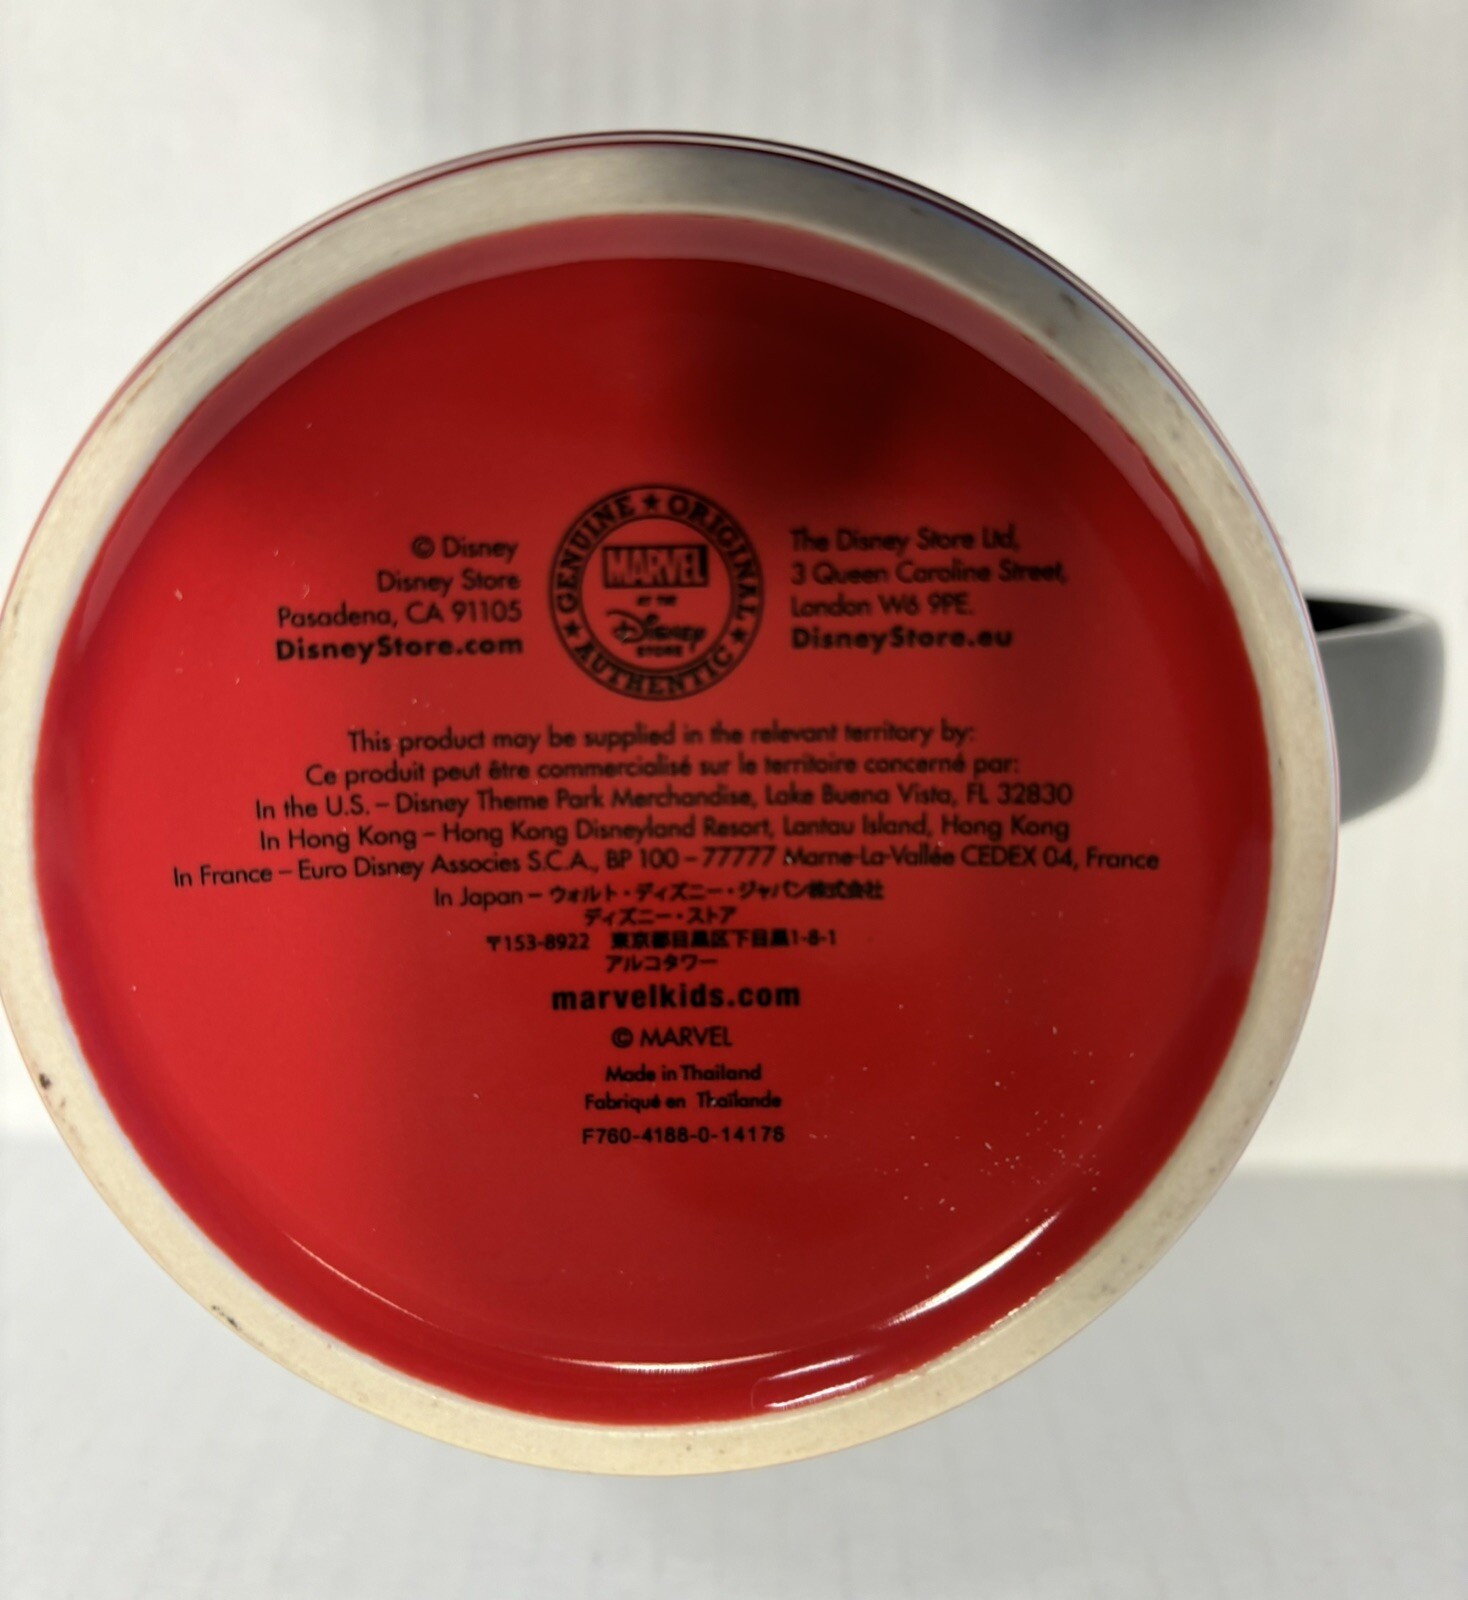 © Disney
Disney Store
Pasadena, CA 91105
DisneyStore.com
GENUINE ★ ORIGINAL ★ AUTHENTIC ★
MARVEL
AT THE
Disney
STORE
The Disney Store Ltd,
3 Queen Caroline Street,
London W6 9PE.
DisneyStore.eu
This product may be supplied in the relevant territory by:
Ce produit peut être commercialisé sur le territoire concerné par:
In the U.S. – Disney Theme Park Merchandise, Lake Buena Vista, FL 32830
In Hong Kong – Hong Kong Disneyland Resort, Lantau Island, Hong Kong
In France – Euro Disney Associes S.C.A., BP 100 – 77777 Marne-La-Vallée CEDEX 04, France
In Japan – ウォルト・ディズニー・ジャパン株式会社
ディズニー・ストア
〒153-8922 東京都目黒区下目黒1-8-1
アルコタワー
marvelkids.com
© MARVEL
Made in Thailand
Fabriqué en Thaïlande
F760-4188-0-14176